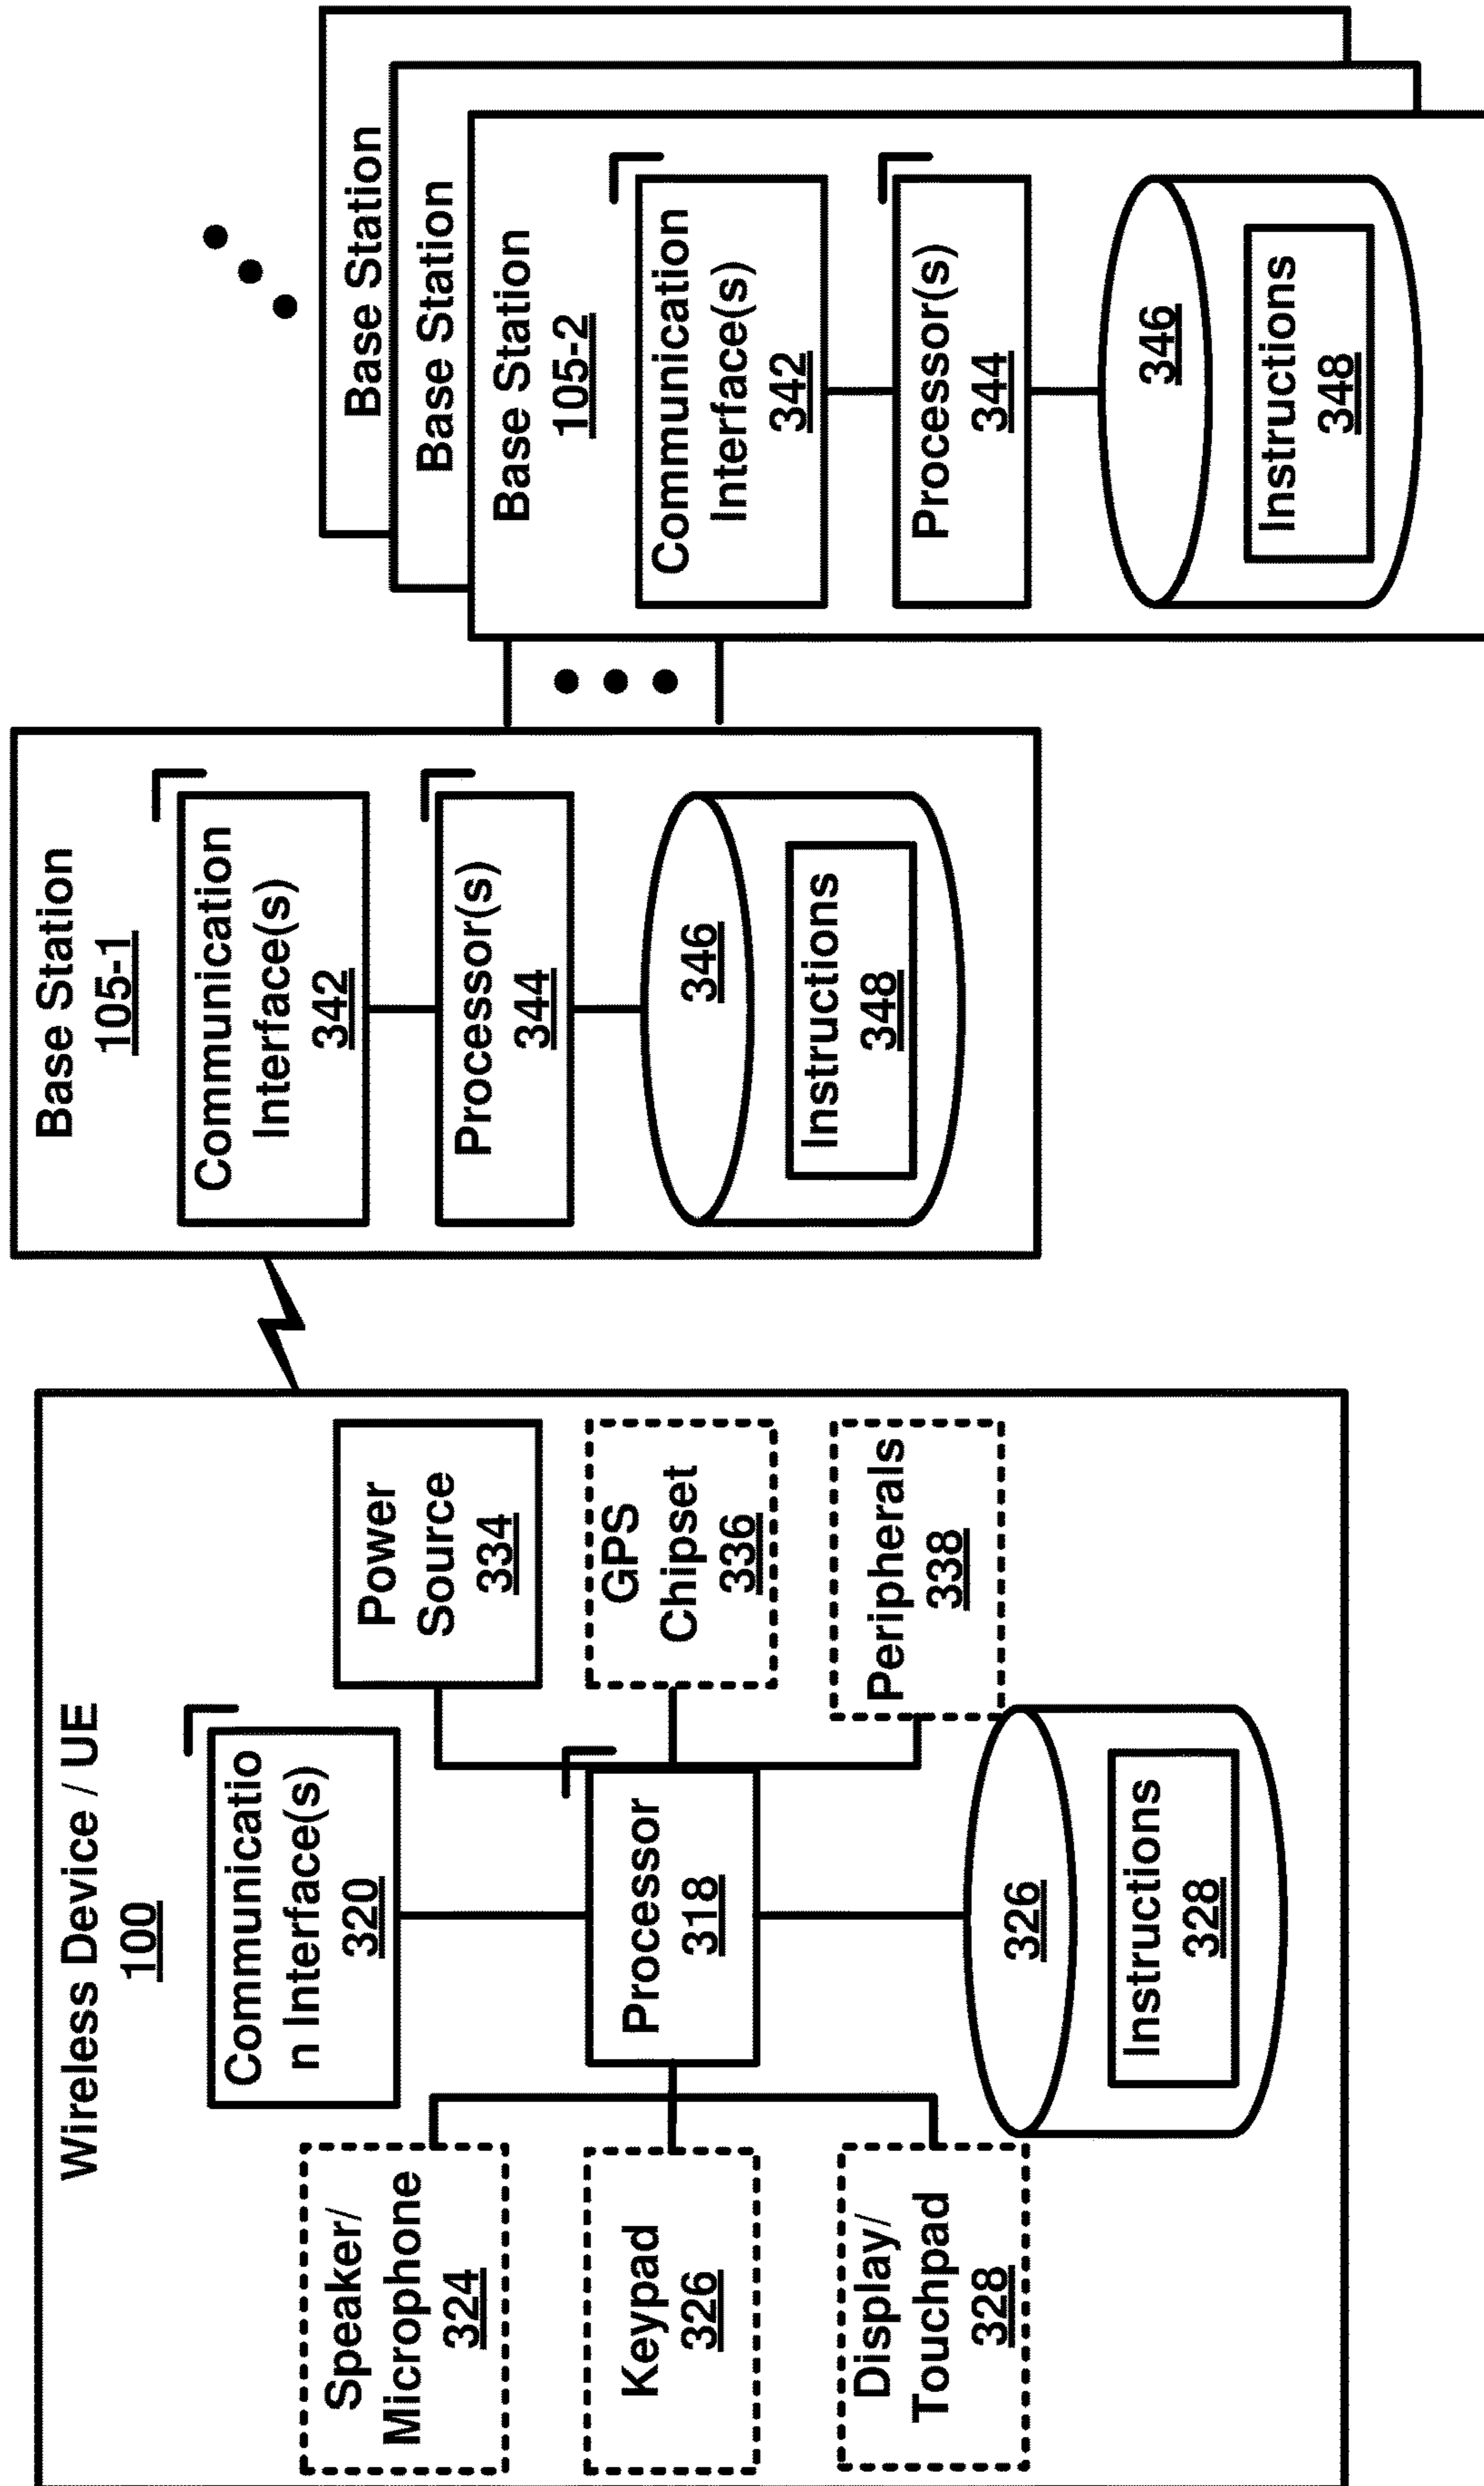 Wireless Device / UE
100
Communicatio
n Interface(s)
320
Speaker/
Microphone
324
Power
Source
334
Processor
318
Keypad
326
GPS
Chipset
336
Display/
Touchpad
328
Peripherals
338
326
Instructions
328
Base Station
105-1
Communication
Interface(s)
342
Processor(s)
344
346
Instructions
348
Base Station
Base Station
Base Station
105-2
Communication
Interface(s)
342
Processor(s)
344
346
Instructions
348